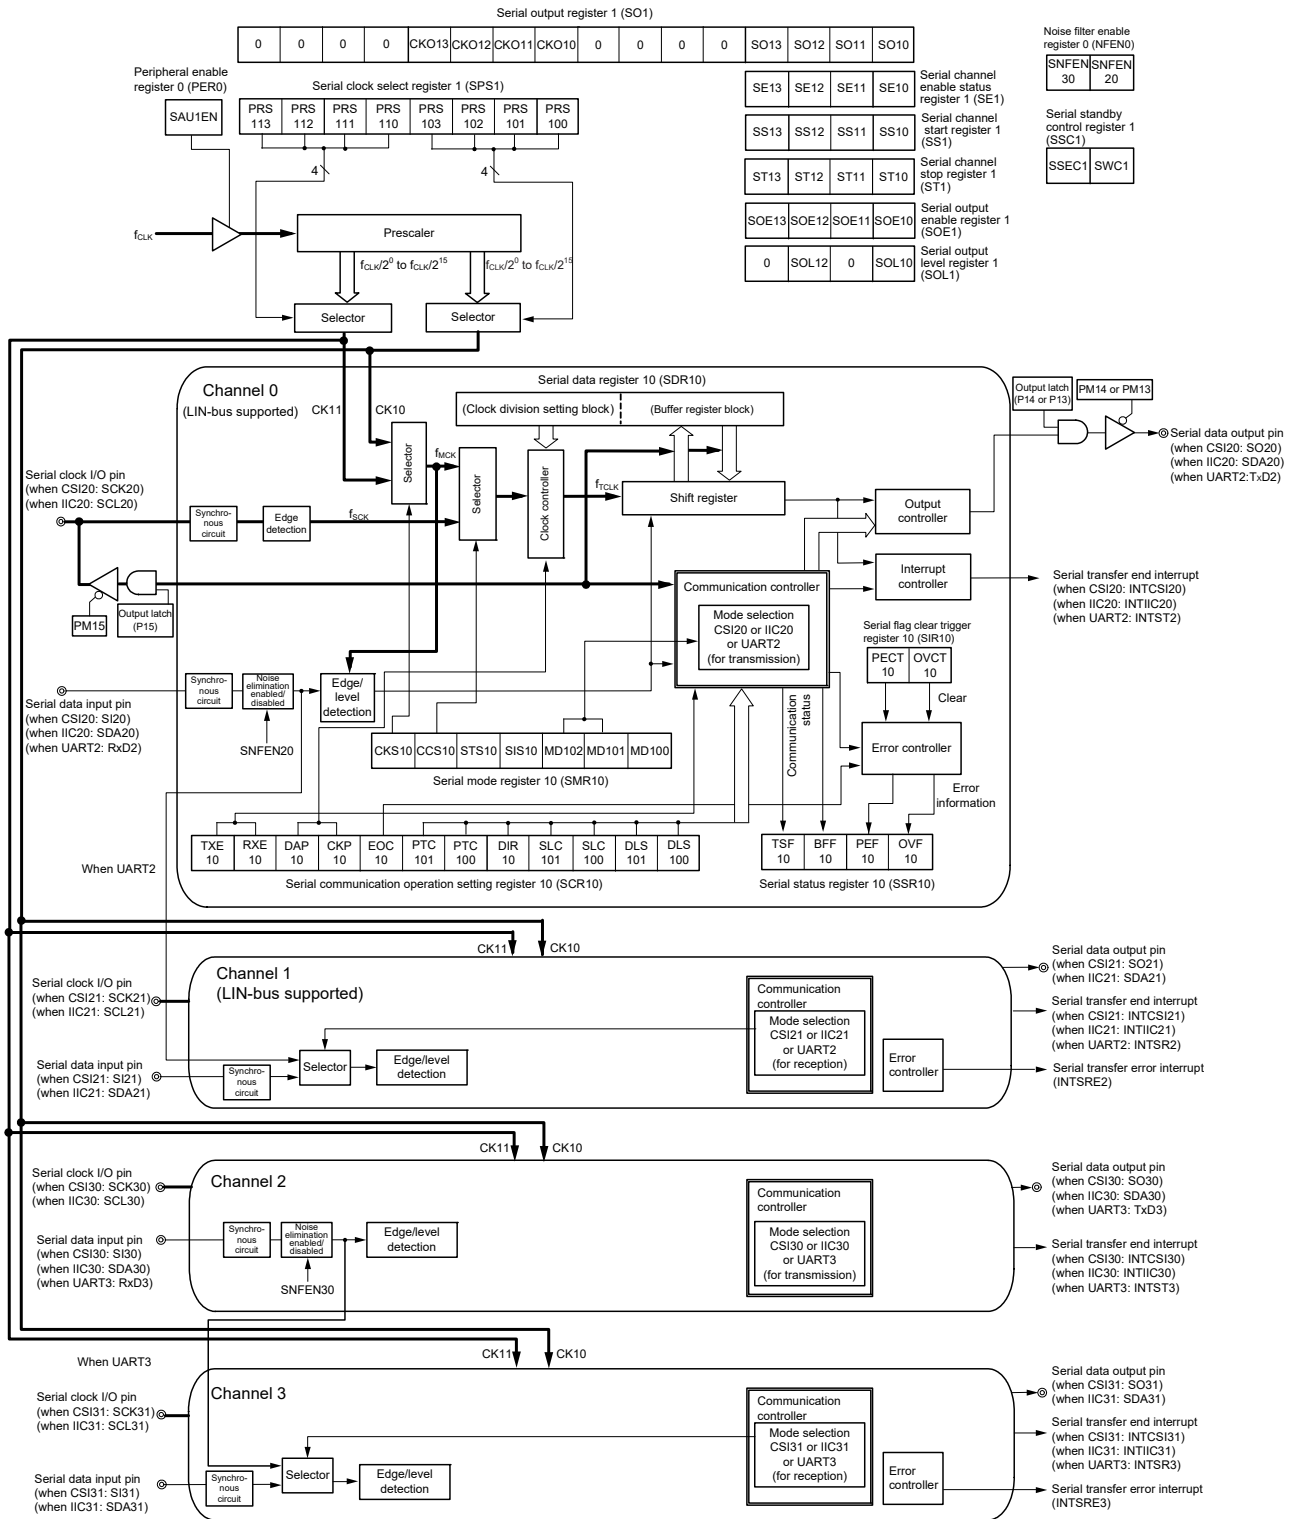 Serial output register 1 (SO1)
0 0 0 0 CKO13 CKO12 CKO11 CKO10 0 0 0 0 SO13 SO12 SO11 SO10
Noise filter enable
register 0 (NFEN0)
SNFEN SNFEN
30 20
Peripheral enable
register 0 (PER0)
SAU1EN
Serial clock select register 1 (SPS1)
PRS PRS PRS PRS PRS PRS PRS PRS
113 112 111 110 103 102 101 100
4 4
SE13 SE12 SE11 SE10
Serial channel
enable status
register 1 (SE1)
SS13 SS12 SS11 SS10
Serial channel
start register 1
(SS1)
ST13 ST12 ST11 ST10
Serial channel
stop register 1
(ST1)
SOE13 SOE12 SOE11 SOE10
Serial output
enable register 1
(SOE1)
0 SOL12 0 SOL10
Serial output
level register 1
(SOL1)
Serial standby
control register 1
(SSC1)
SSEC1 SWC1
fCLK
Prescaler
fCLK/2^0 to fCLK/2^15 fCLK/2^0 to fCLK/2^15
Selector Selector
Channel 0
(LIN-bus supported)
CK11 CK10
Serial data register 10 (SDR10)
(Clock division setting block) (Buffer register block)
Output latch
(P14 or P13)
PM14 or PM13
Serial data output pin
(when CSI20: SO20)
(when IIC20: SDA20)
(when UART2:TxD2)
Serial clock I/O pin
(when CSI20: SCK20)
(when IIC20: SCL20)
Synchro-
nous
circuit
Edge
detection
fSCK
Selector
fMCK
Selector
Clock controller
fTCLK
Shift register
Output
controller
Interrupt
controller
Serial transfer end interrupt
(when CSI20: INTCSI20)
(when IIC20: INTIIC20)
(when UART2: INTST2)
PM15
Output latch
(P15)
Communication controller
Mode selection
CSI20 or IIC20
or UART2
(for transmission)
Serial flag clear trigger
register 10 (SIR10)
PECT OVCT
10 10
Clear
Communication
status
Error controller
Error
information
Serial data input pin
(when CSI20: SI20)
(when IIC20: SDA20)
(when UART2: RxD2)
Synchro-
nous
circuit
Noise
elimination
enabled/
disabled
SNFEN20
Edge/
level
detection
CKS10 CCS10 STS10 SIS10 MD102 MD101 MD100
Serial mode register 10 (SMR10)
TXE RXE DAP CKP EOC PTC PTC DIR SLC SLC DLS DLS
10 10 10 10 10 101 100 10 101 100 101 100
Serial communication operation setting register 10 (SCR10)
TSF BFF PEF OVF
10 10 10 10
Serial status register 10 (SSR10)
When UART2
CK11 CK10
Channel 1
(LIN-bus supported)
Serial clock I/O pin
(when CSI21: SCK21)
(when IIC21: SCL21)
Serial data input pin
(when CSI21: SI21)
(when IIC21: SDA21)
Synchro-
nous
circuit
Selector
Edge/level
detection
Communication
controller
Mode selection
CSI21 or IIC21
or UART2
(for reception)
Error
controller
Serial data output pin
(when CSI21: SO21)
(when IIC21: SDA21)
Serial transfer end interrupt
(when CSI21: INTCSI21)
(when IIC21: INTIIC21)
(when UART2: INTSR2)
Serial transfer error interrupt
(INTSRE2)
CK11 CK10
Channel 2
Serial clock I/O pin
(when CSI30: SCK30)
(when IIC30: SCL30)
Serial data input pin
(when CSI30: SI30)
(when IIC30: SDA30)
(when UART3: RxD3)
Synchro-
nous
circuit
Noise
elimination
enabled/
disabled
SNFEN30
Edge/level
detection
Communication
controller
Mode selection
CSI30 or IIC30
or UART3
(for transmission)
Serial data output pin
(when CSI30: SO30)
(when IIC30: SDA30)
(when UART3: TxD3)
Serial transfer end interrupt
(when CSI30: INTCSI30)
(when IIC30: INTIIC30)
(when UART3: INTST3)
When UART3
CK11 CK10
Channel 3
Serial clock I/O pin
(when CSI31: SCK31)
(when IIC31: SCL31)
Serial data input pin
(when CSI31: SI31)
(when IIC31: SDA31)
Synchro-
nous
circuit
Selector
Edge/level
detection
Communication
controller
Mode selection
CSI31 or IIC31
or UART3
(for reception)
Error
controller
Serial data output pin
(when CSI31: SO31)
(when IIC31: SDA31)
Serial transfer end interrupt
(when CSI31: INTCSI31)
(when IIC31: INTIIC31)
(when UART3: INTSR3)
Serial transfer error interrupt
(INTSRE3)